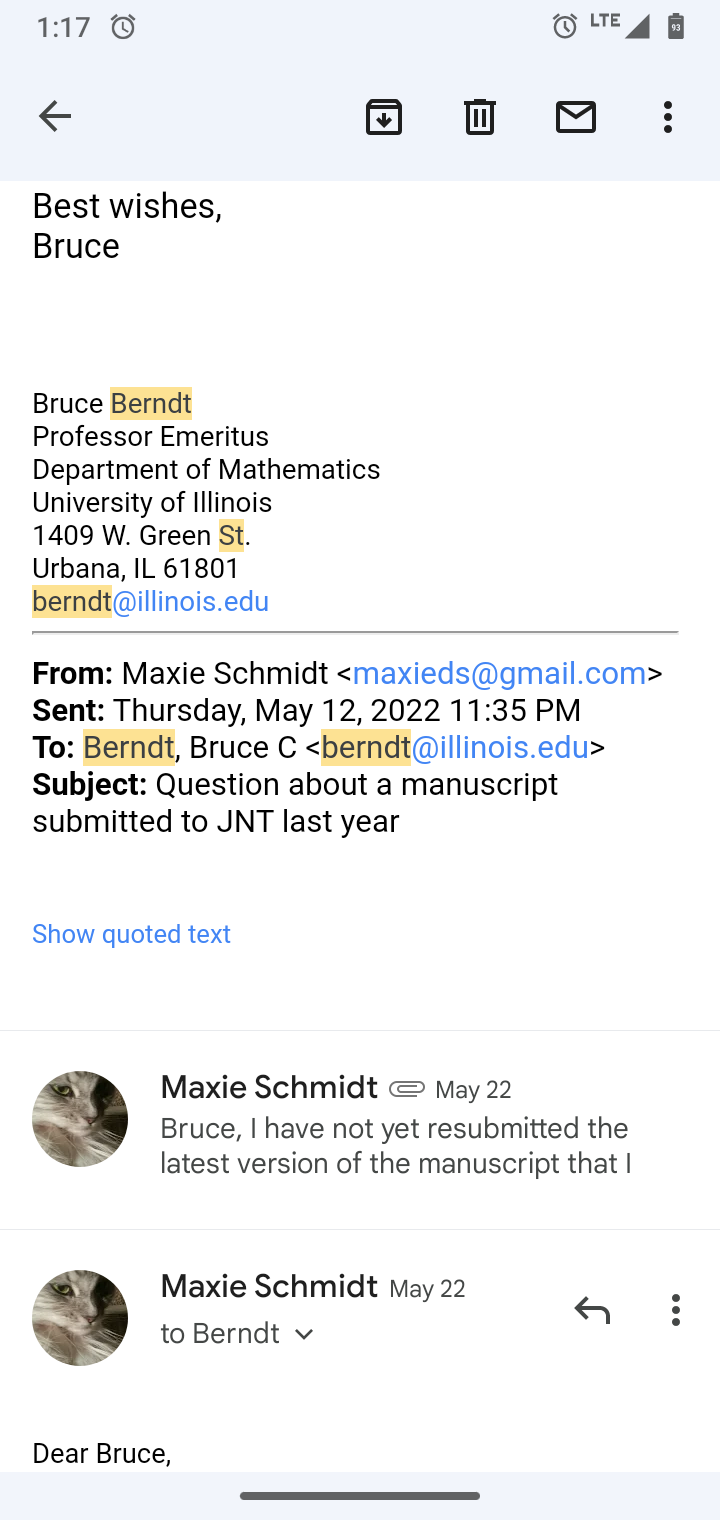 1:17
LTE
93
Best wishes,
Bruce
Bruce Berndt
Professor Emeritus
Department of Mathematics
University of Illinois
1409 W. Green St.
Urbana, IL 61801
berndt@illinois.edu
From: Maxie Schmidt <maxieds@gmail.com>
Sent: Thursday, May 12, 2022 11:35 PM
To: Berndt, Bruce C <berndt@illinois.edu>
Subject: Question about a manuscript
submitted to JNT last year
Show quoted text
Maxie Schmidt May 22
Bruce, I have not yet resubmitted the
latest version of the manuscript that I
Maxie Schmidt May 22
to Berndt
Dear Bruce,